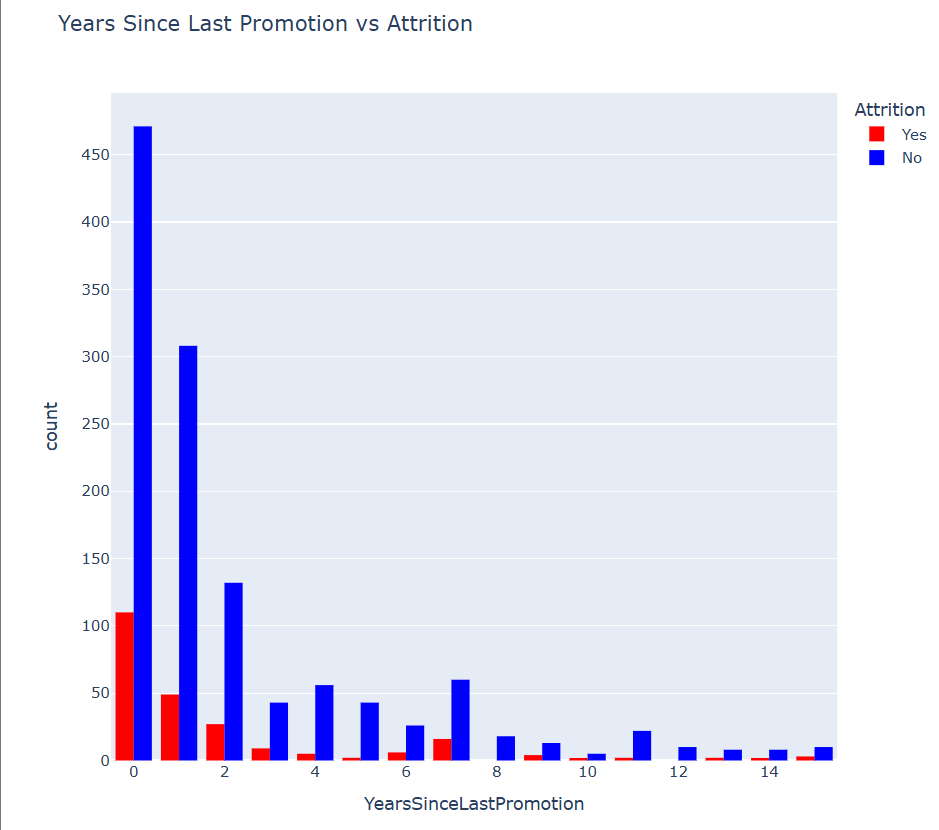 Years Since Last Promotion vs Attrition
Attrition
Yes
No
450
400
350
300
250
200
150
100
50
0
count
0 2 4 6 8 10 12 14
YearsSinceLastPromotion